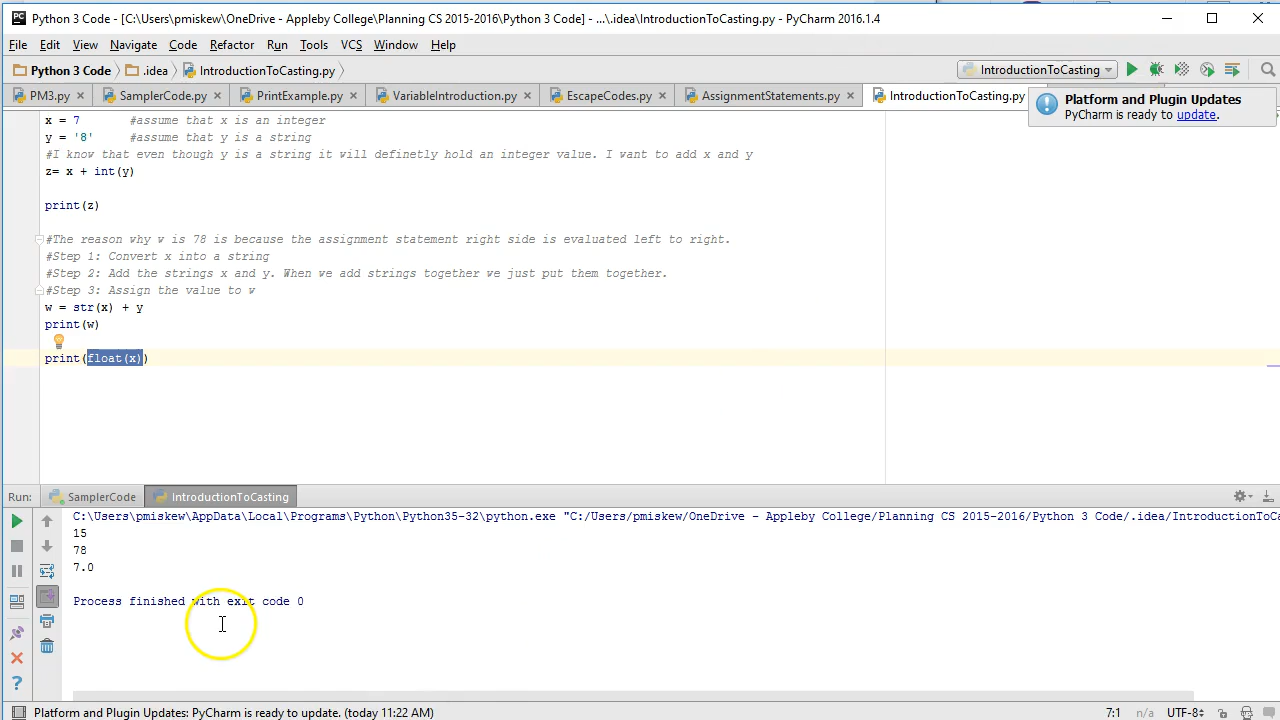 Python 3 Code - [C:\Users\pmiskew\OneDrive - Appleby College\Planning CS 2015-2016\Python 3 Code] - ...\.idea\IntroductionToCasting.py - PyCharm 2016.1.4
File Edit View Navigate Code Refactor Run Tools VCS Window Help
Python 3 Code .idea IntroductionToCasting.py IntroductionToCasting
PM3.py SamplerCode.py PrintExample.py VariableIntroduction.py EscapeCodes.py AssignmentStatements.py IntroductionToCasting.py
Platform and Plugin Updates
PyCharm is ready to update.
x = 7 #assume that x is an integer
y = '8' #assume that y is a string
#I know that even though y is a string it will definetly hold an integer value. I want to add x and y
z= x + int(y)
print(z)
#The reason why w is 78 is because the assignment statement right side is evaluated left to right.
#Step 1: Convert x into a string
#Step 2: Add the strings x and y. When we add strings together we just put them together.
#Step 3: Assign the value to w
w = str(x) + y
print(w)
print(float(x))
Run: SamplerCode IntroductionToCasting
C:\Users\pmiskew\AppData\Local\Programs\Python\Python35-32\python.exe "C:/Users/pmiskew/OneDrive - Appleby College/Planning CS 2015-2016/Python 3 Code/.idea/IntroductionToCa
15
78
7.0
Process finished with exit code 0
Platform and Plugin Updates: PyCharm is ready to update. (today 11:22 AM) 7:1 n/a UTF-8